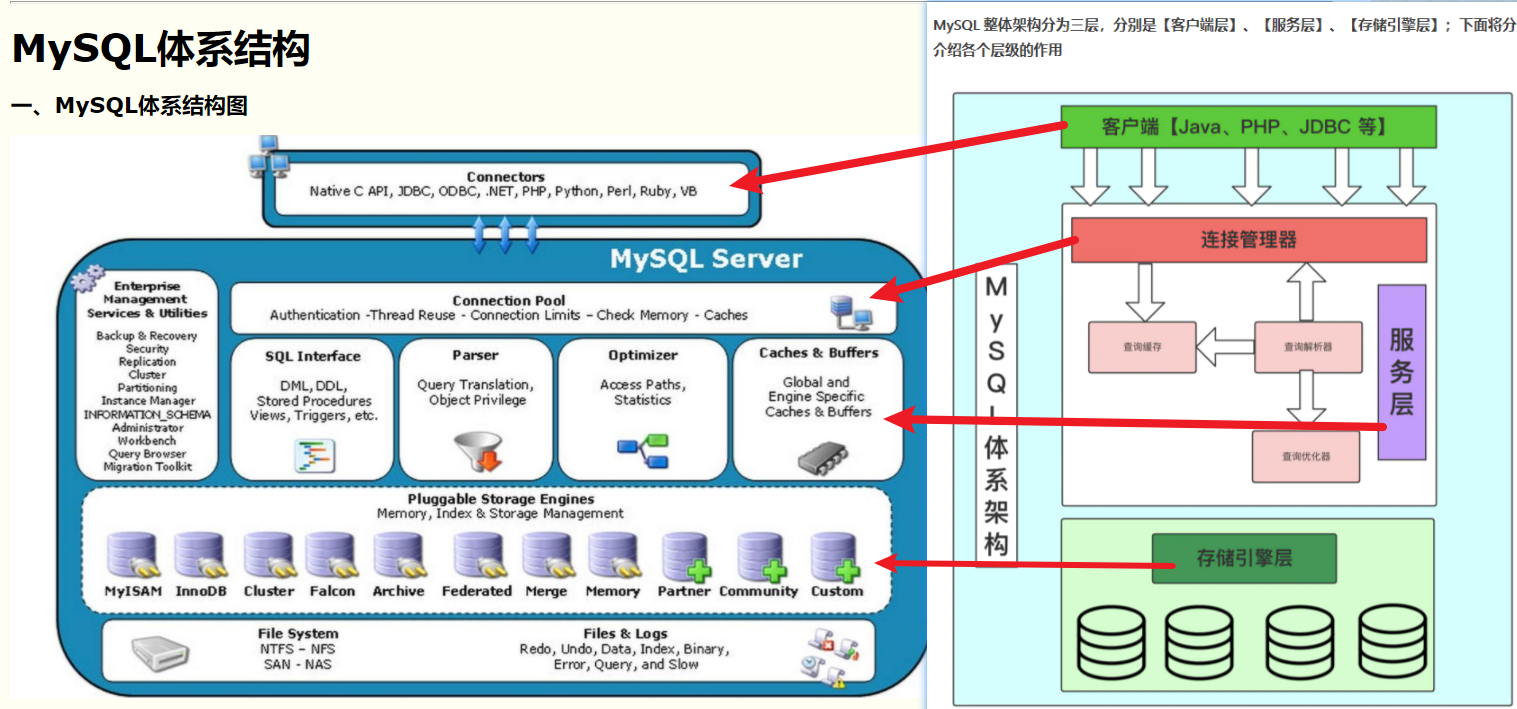 MySQL体系结构
一、MySQL体系结构图
Connectors
Native C API, JDBC, ODBC, .NET, PHP, Python, Perl, Ruby, VB
MySQL Server
Enterprise
Management
Services & Utilities
Backup & Recovery
Security
Replication
Cluster
Partitioning
Instance Manager
INFORMATION_SCHEMA
Administrator
Workbench
Query Browser
Migration Toolkit
Connection Pool
Authentication -Thread Reuse - Connection Limits – Check Memory - Caches
SQL Interface
DML, DDL,
Stored Procedures
Views, Triggers, etc.
Parser
Query Translation,
Object Privilege
Optimizer
Access Paths,
Statistics
Caches & Buffers
Global and
Engine Specific
Caches & Buffers
Pluggable Storage Engines
Memory, Index & Storage Management
MyISAM
InnoDB
Cluster
Falcon
Archive
Federated
Merge
Memory
Partner
Community
Custom
File System
NTFS – NFS
SAN - NAS
Files & Logs
Redo, Undo, Data, Index, Binary,
Error, Query, and Slow
MySQL 整体架构分为三层，分别是【客户端层】、【服务层】、【存储引擎层】；下面将分
介绍各个层级的作用
客户端【Java、PHP、JDBC 等】
MySQL体系架构
连接管理器
查询缓存
查询解析器
查询优化器
服务层
存储引擎层